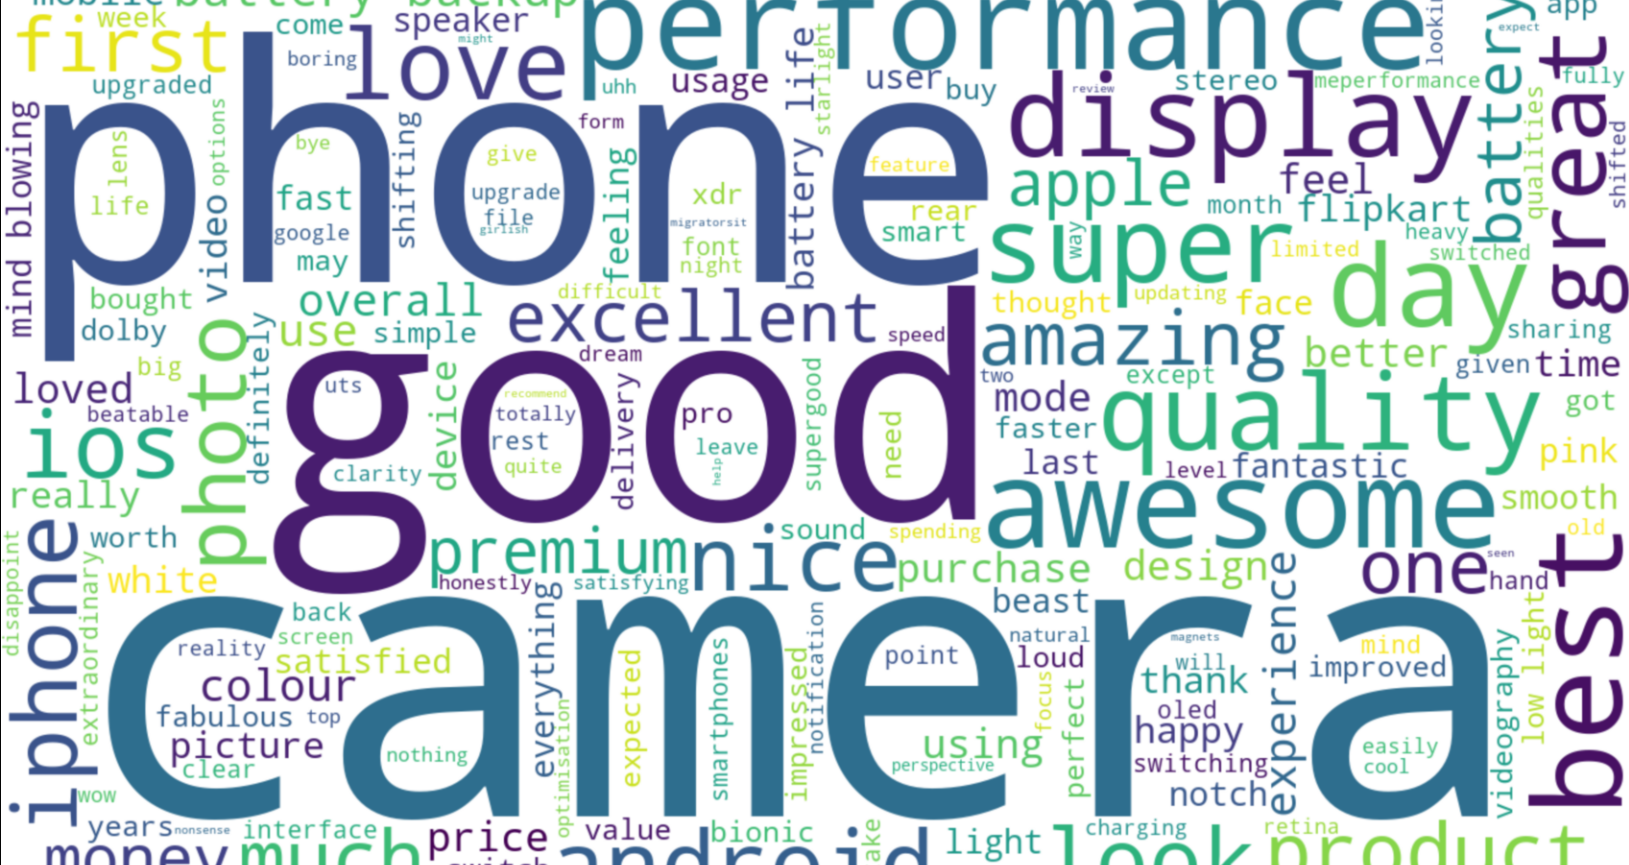 mobile battery backup performance
week first come speaker might love boring upgraded
uhh usage battery life starlight user buy looking
battery expect app great fully
stereo meperformance review display qualities shifted
phone
mind blowing lens life options video
bye fast google may shifting
give upgrade file girlish feeling form
xdr migratorsit font night
feature rear smart
apple feel month flipkart heavy
super way limited switched day
bought dolby overall use simple definitely
difficult excellent speed
thought updating face amazing better sharing
given time
loved big beatable ios photo really
good
uts clarity device dream
recommend totally rest quite delivery
pro leave help supergood need
two except mode faster quality got
last level fantastic pink
awesome smooth old
worth white iphone disappoint extraordinary
premium honestly satisfying nice sound spending
purchase design one seen hand best
camera
back screen reality satisfied colour
fabulous top picture clear nothing
everything optimisation expected smartphones impressed notification
beast point using perspective focus perfect
natural loud magnets will thank oled happy
switching notch experience
mind improved easily cool videography low light
wow years nonsense interface price value bionic
charging retina
money much switch android light look product